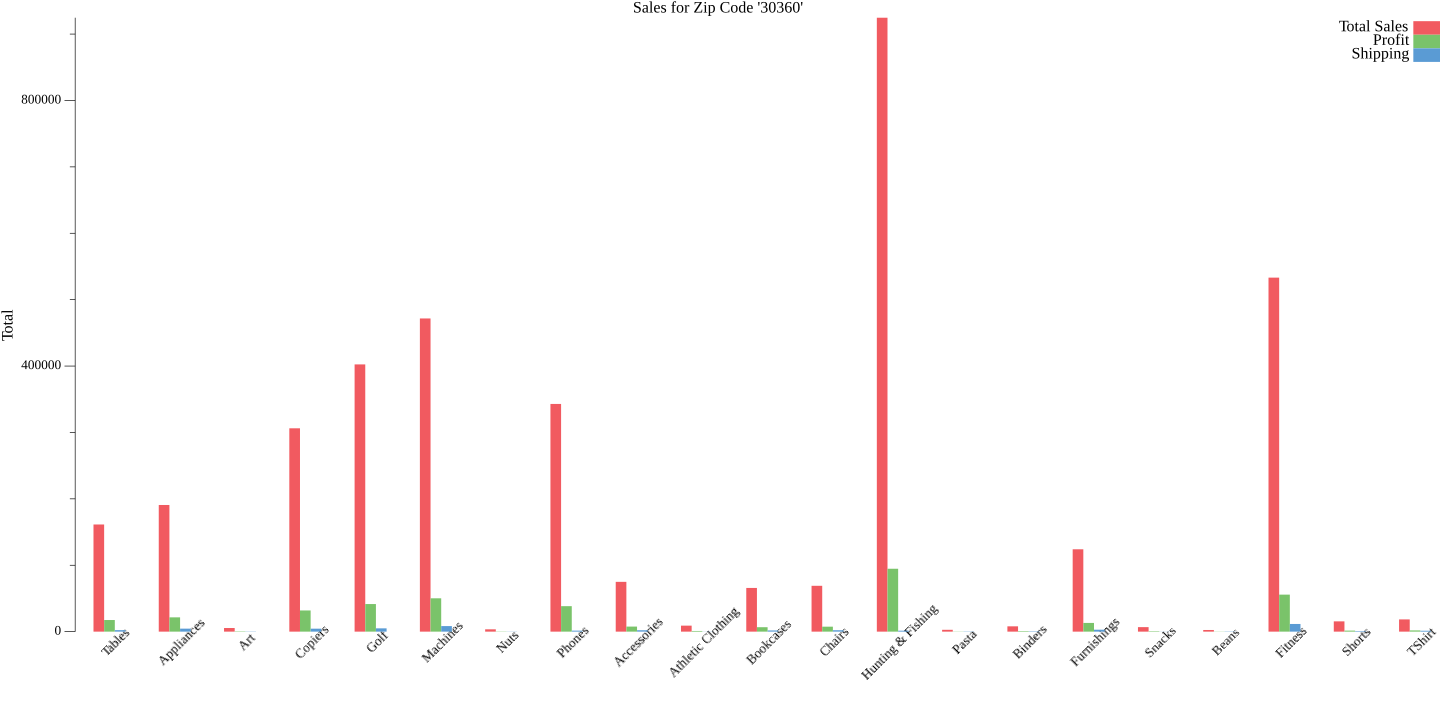 Sales for Zip Code '30360'
Total Sales
Profit
Shipping
800000
400000
0
Total
Tables
Appliances
Art
Copiers
Golf
Machines
Nuts
Phones
Accessories
Athletic Clothing
Bookcases
Chairs
Hunting & Fishing
Pasta
Binders
Furnishings
Snacks
Beans
Fitness
Shorts
TShirt